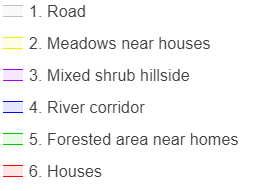 1. Road
2. Meadows near houses
3. Mixed shrub hillside
4. River corridor
5. Forested area near homes
6. Houses